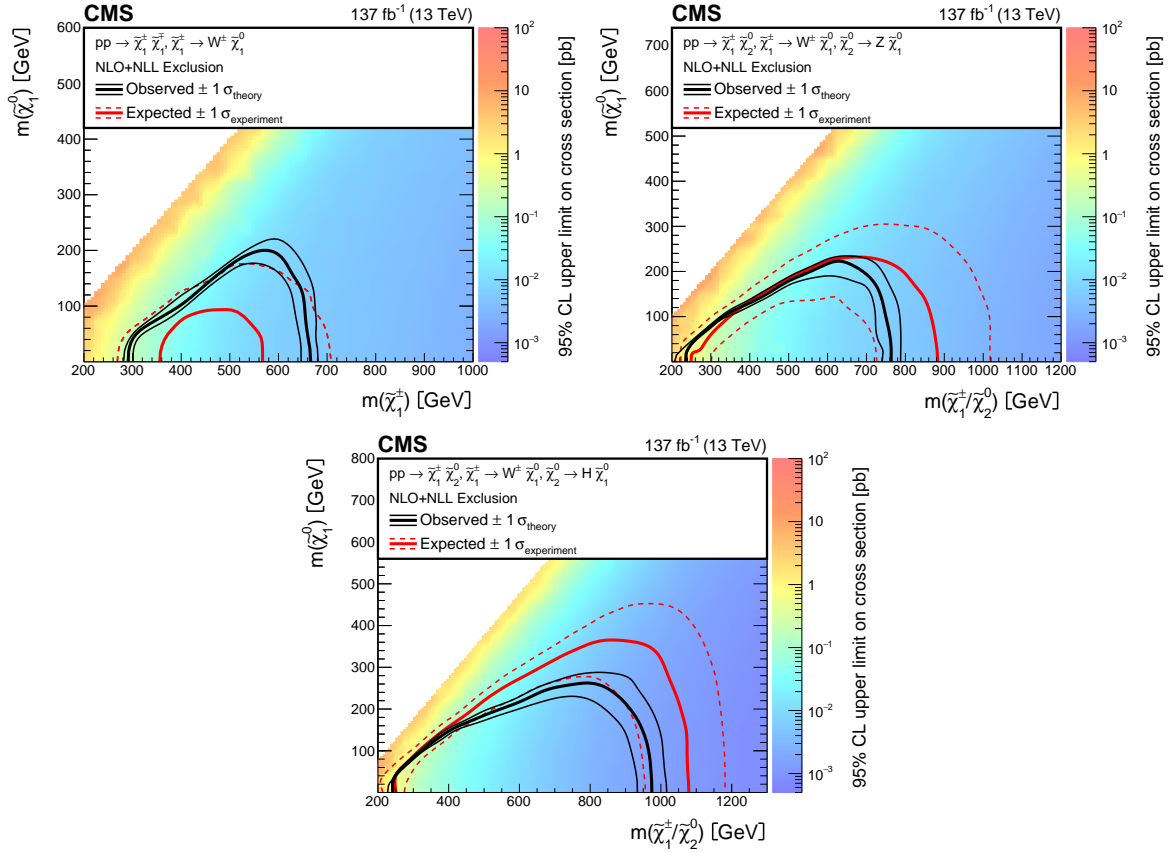 CMS
137 fb⁻¹ (13 TeV)
pp → χ̃₁^± χ̃₁^∓, χ̃₁^± → W^± χ̃₁⁰
NLO+NLL Exclusion
Observed ± 1 σ_theory
Expected ± 1 σ_experiment
m(χ̃₁⁰) [GeV]
600
500
400
300
200
100
0
200 300 400 500 600 700 800 900 1000
m(χ̃₁^±) [GeV]
10²
10
1
10⁻¹
10⁻²
10⁻³
95% CL upper limit on cross section [pb]
CMS
137 fb⁻¹ (13 TeV)
pp → χ̃₁^± χ̃₂⁰, χ̃₁^± → W^± χ̃₁⁰, χ̃₂⁰ → Z χ̃₁⁰
NLO+NLL Exclusion
Observed ± 1 σ_theory
Expected ± 1 σ_experiment
m(χ̃₁⁰) [GeV]
700
600
500
400
300
200
100
0
200 300 400 500 600 700 800 900 1000 1100 1200
m(χ̃₁^±/χ̃₂⁰) [GeV]
10²
10
1
10⁻¹
10⁻²
10⁻³
95% CL upper limit on cross section [pb]
CMS
137 fb⁻¹ (13 TeV)
pp → χ̃₁^± χ̃₂⁰, χ̃₁^± → W^± χ̃₁⁰, χ̃₂⁰ → H χ̃₁⁰
NLO+NLL Exclusion
Observed ± 1 σ_theory
Expected ± 1 σ_experiment
m(χ̃₁⁰) [GeV]
800
700
600
500
400
300
200
100
0
200 400 600 800 1000 1200
m(χ̃₁^±/χ̃₂⁰) [GeV]
10²
10
1
10⁻¹
10⁻²
10⁻³
95% CL upper limit on cross section [pb]